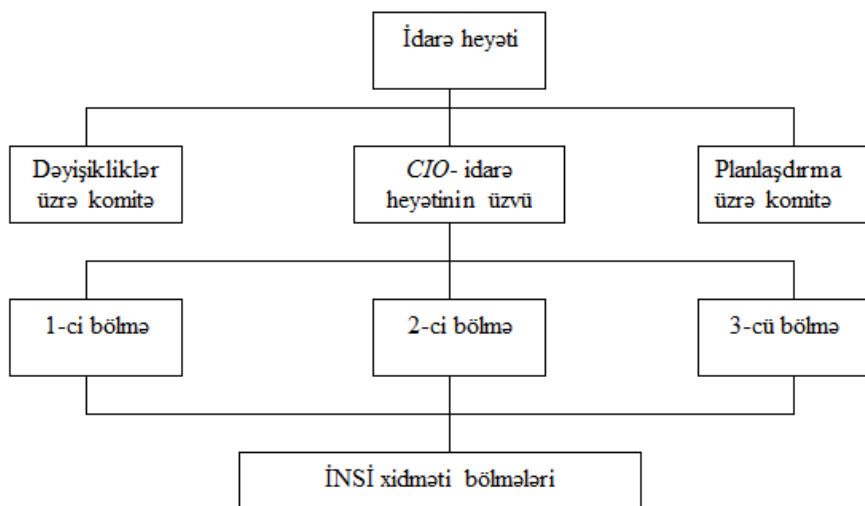 İdarə heyəti
Dəyişikliklər
üzrə komitə
CIO- idarə
heyətinin üzvü
Planlaşdırma
üzrə komitə
1-ci bölmə
2-ci bölmə
3-cü bölmə
İNSİ xidməti bölmələri